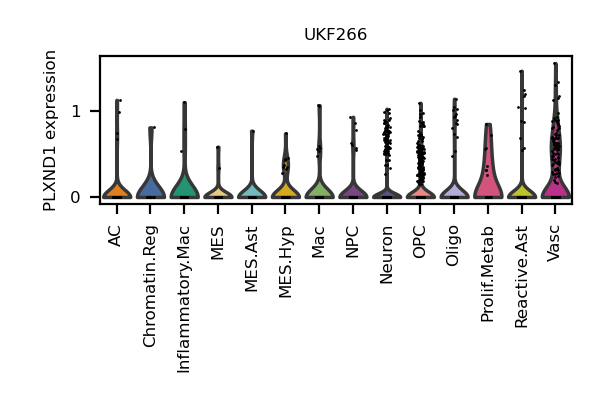 UKF266
PLXND1 expression
1
0
AC
Chromatin.Reg
Inflammatory.Mac
MES
MES.Ast
MES.Hyp
Mac
NPC
Neuron
OPC
Oligo
Prolif.Metab
Reactive.Ast
Vasc